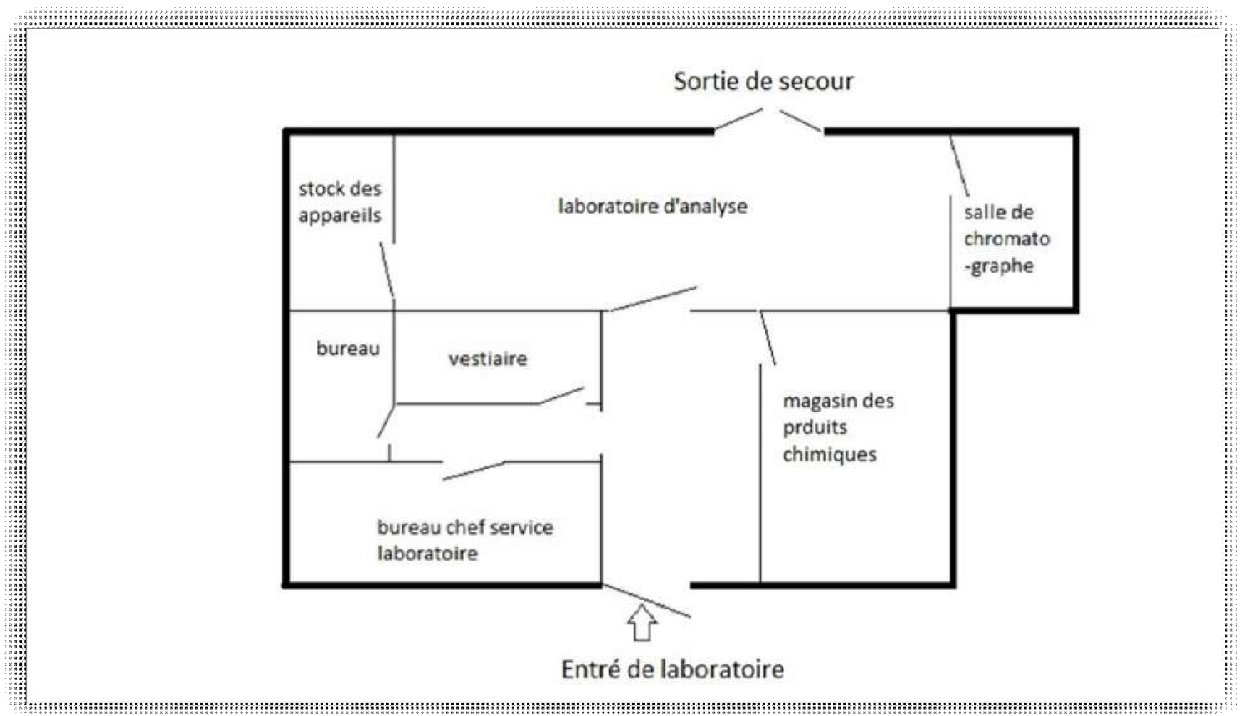 Sortie de secour
stock des
appareils
laboratoire d'analyse
salle de
chromato
-graphe
bureau
vestiaire
magasin des
prduits
chimiques
bureau chef service
laboratoire
Entré de laboratoire